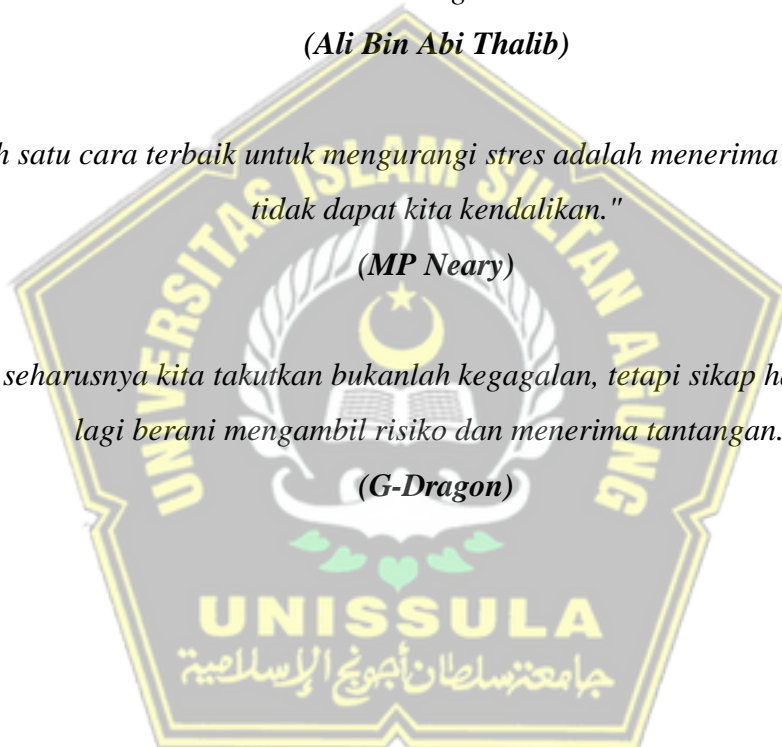 (Ali Bin Abi Thalib)
satu cara terbaik untuk mengurangi stres adalah menerima
tidak dapat kita kendalikan."
(MP Neary)
seharusnya kita takutkan bukanlah kegagalan, tetapi sikap
lagi berani mengambil risiko dan menerima tantangan.
(G-Dragon)
UNIVERSITAS ISLAM SULTAN AGUNG
UNISSULA
جامعة سلطان أجونج الإسلامية